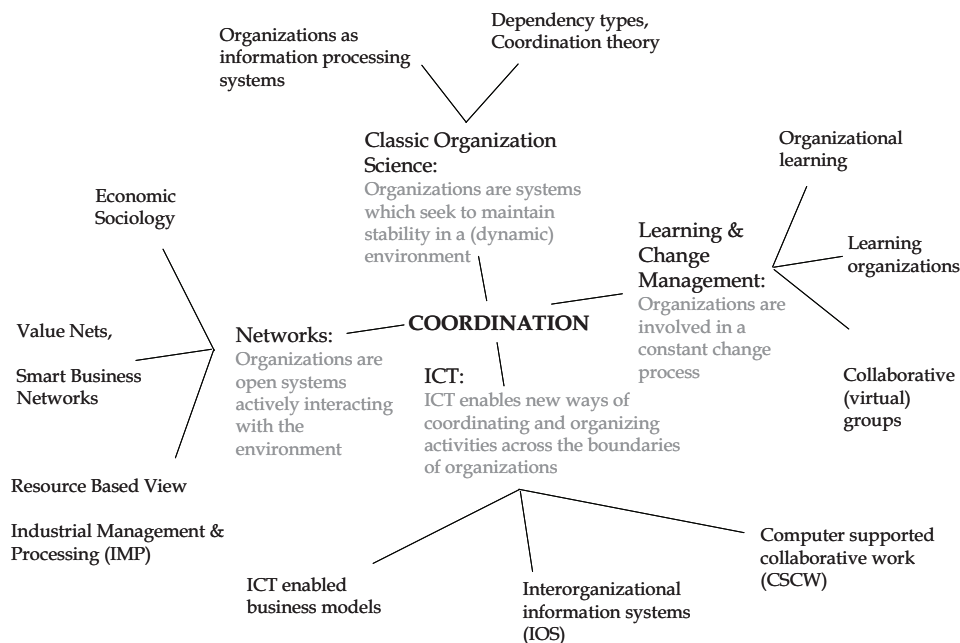 Organizations as
information processing
systems
Dependency types,
Coordination theory
Classic Organization
Science:
Organizations are systems
which seek to maintain
stability in a (dynamic)
environment
Organizational
learning
Learning &
Change
Management:
Organizations are
involved in a
constant change
process
Learning
organizations
Collaborative
(virtual)
groups
Economic
Sociology
COORDINATION
Networks:
Organizations are
open systems
actively interacting
with the
environment
Value Nets,
Smart Business
Networks
Resource Based View
Industrial Management &
Processing (IMP)
ICT:
ICT enables new ways of
coordinating and organizing
activities across the boundaries
of organizations
ICT enabled
business models
Interorganizational
information systems
(IOS)
Computer supported
collaborative work
(CSCW)